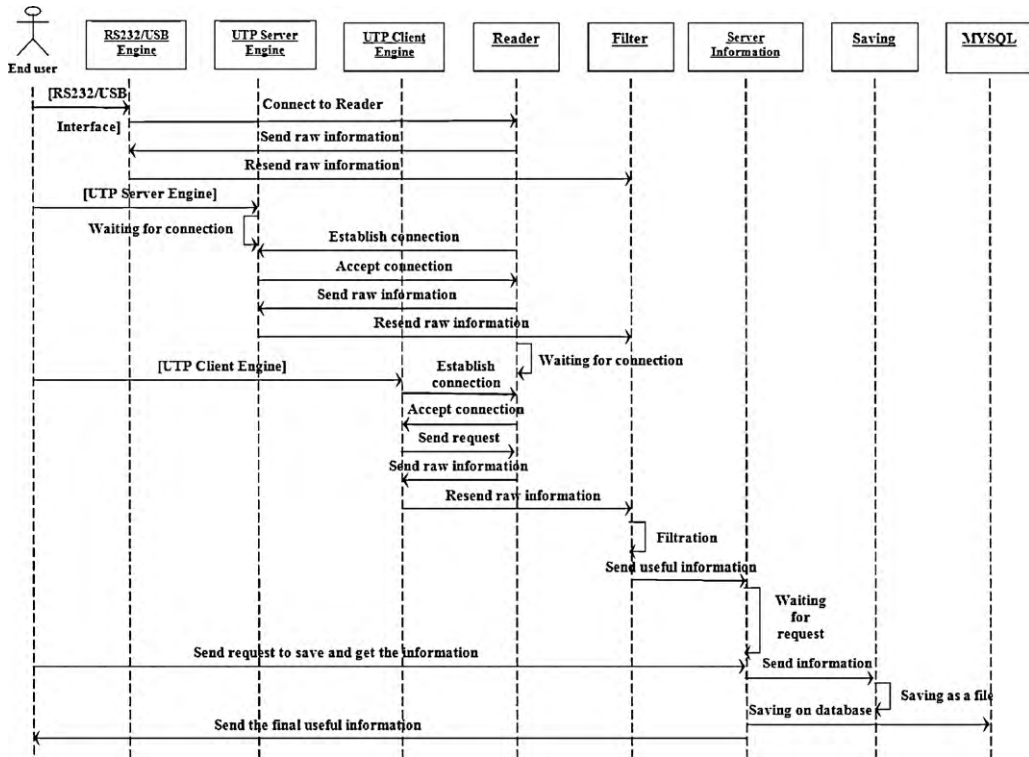 RS232/USB
Engine
UTP Server
Engine
UTP Client
Engine
Reader
Filter
Server
Information
Saving
MYSQL
End user
[RS232/USB
Interface]
Connect to Reader
Send raw information
Resend raw information
[UTP Server Engine]
Waiting for connection
Establish connection
Accept connection
Send raw information
Resend raw information
Waiting for connection
[UTP Client Engine]
Establish
connection
Accept connection
Send request
Send raw information
Resend raw information
Filtration
Send useful information
Waiting
for
request
Send request to save and get the information
Send information
Saving as a file
Saving on database
Send the final useful information